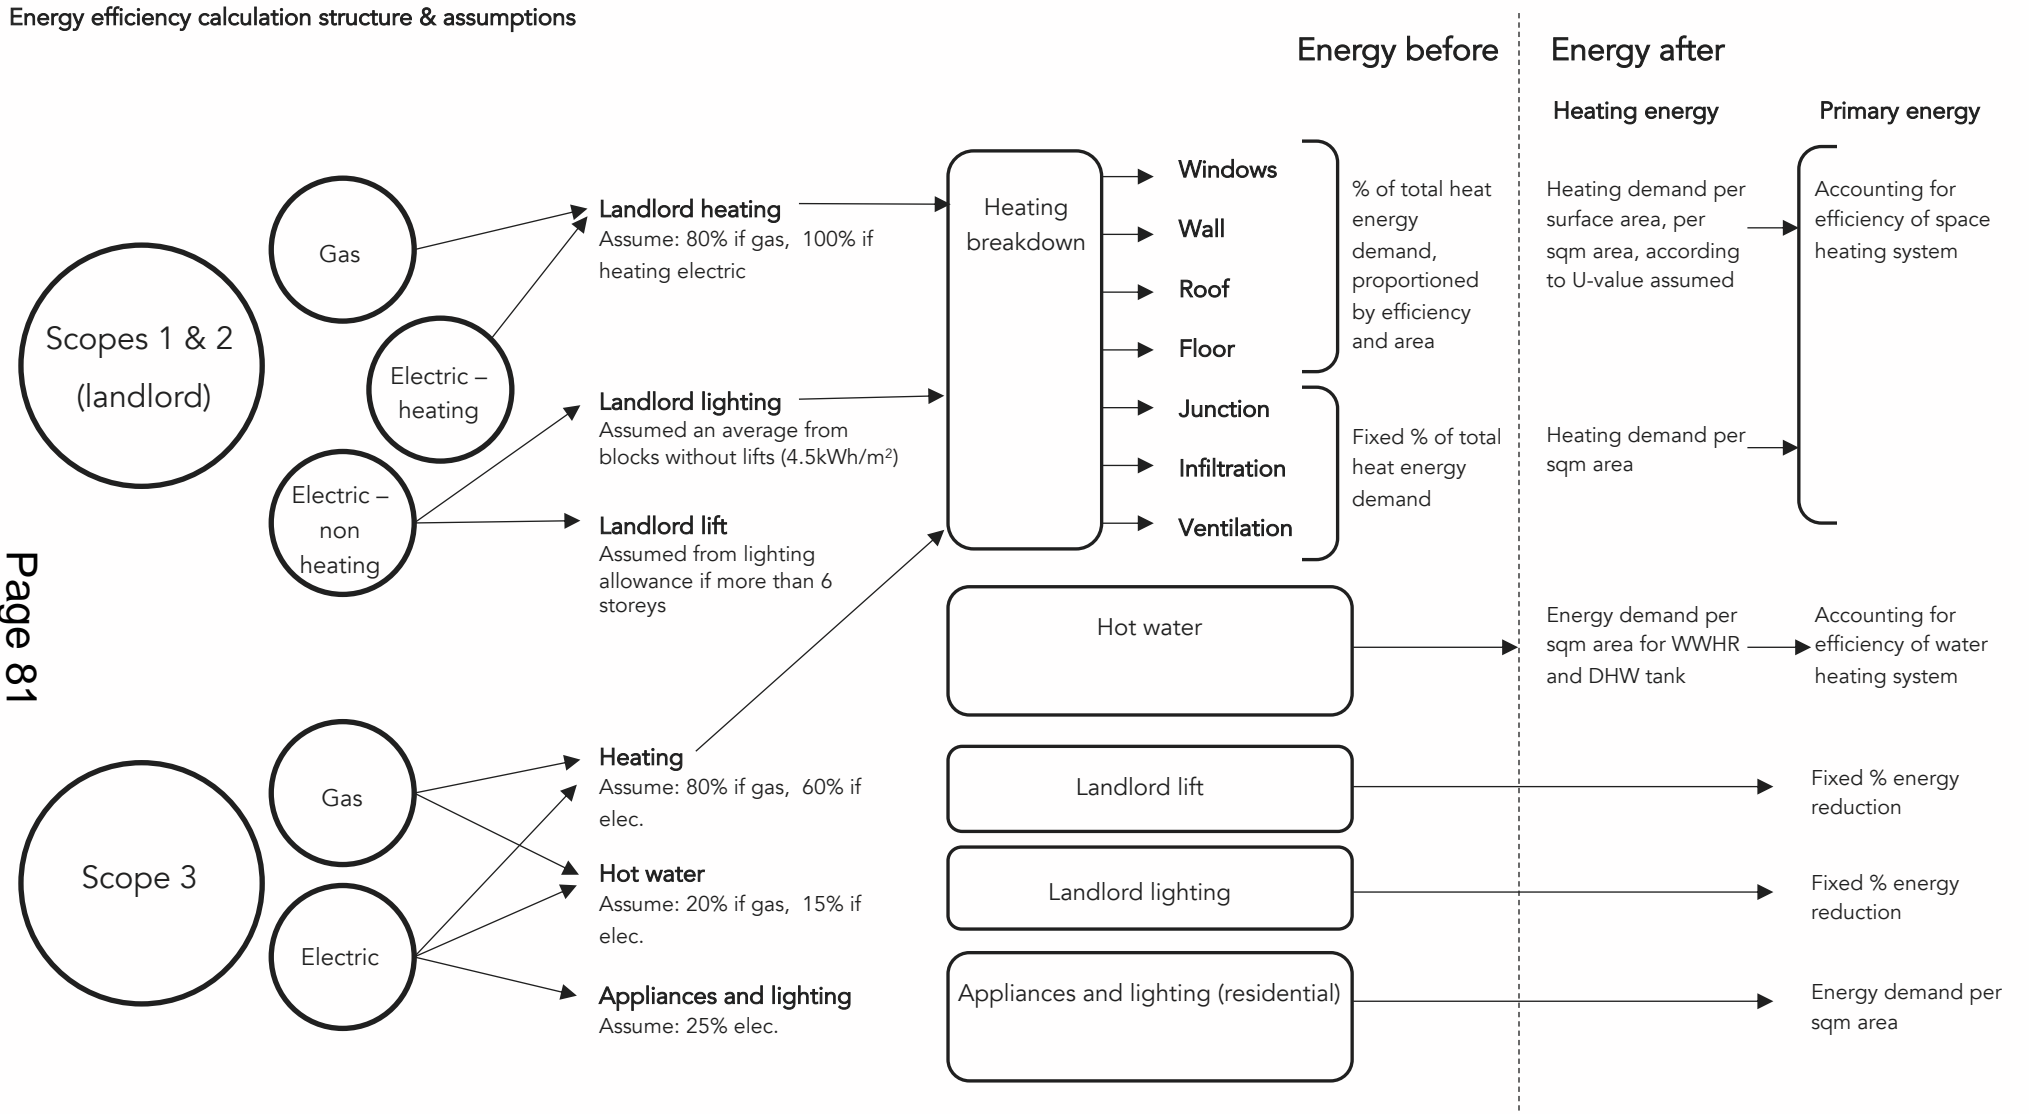 Energy efficiency calculation structure & assumptions
Energy before
Energy after
Heating energy
Primary energy
Scopes 1 & 2
(landlord)
Gas
Electric –
heating
Electric –
non
heating
Landlord heating
Assume: 80% if gas,  100% if
heating electric
Landlord lighting
Assumed an average from
blocks without lifts (4.5kWh/m²)
Landlord lift
Assumed from lighting
allowance if more than 6
storeys
Heating
breakdown
Windows
Wall
Roof
Floor
Junction
Infiltration
Ventilation
% of total heat
energy
demand,
proportioned
by efficiency
and area
Fixed % of total
heat energy
demand
Heating demand per
surface area, per
sqm area, according
to U-value assumed
Heating demand per
sqm area
Accounting for
efficiency of space
heating system
Hot water
Energy demand per
sqm area for WWHR
and DHW tank
Accounting for
efficiency of water
heating system
Page 81
Scope 3
Gas
Electric
Heating
Assume: 80% if gas,  60% if
elec.
Hot water
Assume: 20% if gas,  15% if
elec.
Appliances and lighting
Assume: 25% elec.
Landlord lift
Fixed % energy
reduction
Landlord lighting
Fixed % energy
reduction
Appliances and lighting (residential)
Energy demand per
sqm area